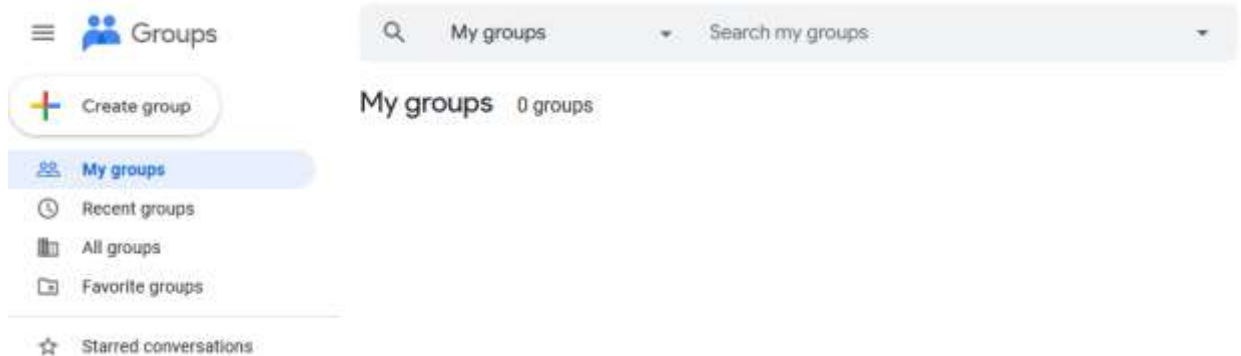 Groups
My groups
Search my groups
Create group
My groups 0 groups
My groups
Recent groups
All groups
Favorite groups
Starred conversations